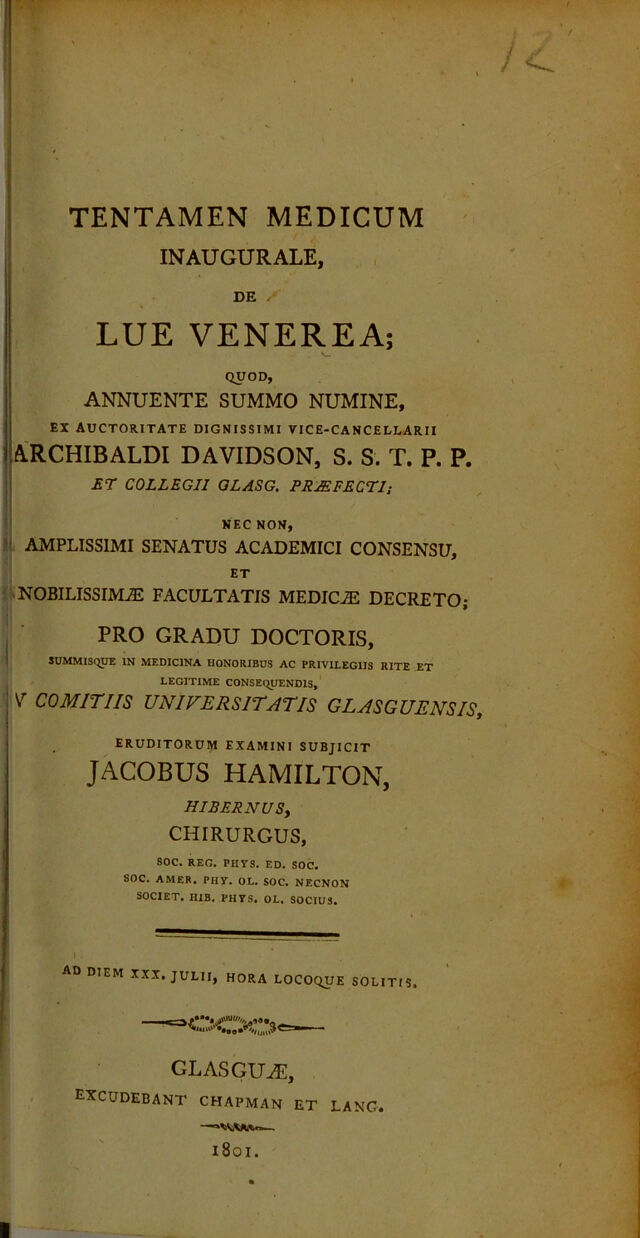 12
TENTAMEN MEDICUM
INAUGURALE,
DE
LUE VENEREA;
QUOD,
ANNUENTE SUMMO NUMINE,
EX AUCTORITATE DIGNISSIMI VICE-CANCELLARII
ARCHIBALDI DAVIDSON, S. S. T. P. P.
ET COLLEGII GLASG. PRÆFECTI;
NEC NON,
AMPLISSIMI SENATUS ACADEMICI CONSENSU,
ET
NOBILISSIMÆ FACULTATIS MEDICÆ DECRETO;
PRO GRADU DOCTORIS,
SUMMISQUE IN MEDICINA HONORIBUS AC PRIVILEGIIS RITE ET
LEGITIME CONSEQUENDIS,
COMITIIS UNIVERSITATIS GLASGUENSIS,
ERUDITORUM EXAMINI SUBJICIT
JACOBUS HAMILTON,
HIBERNUS,
CHIRURGUS,
SOC. REG. PHYS. ED. SOC.
SOC. AMER. PHY. OL. SOC. NECNON
SOCIET. HIB. PHYS. OL. SOCIUS.
AD DIEM XXX. JULII, HORA LOCOQUE SOLITIS.
GLASGUÆ,
EXCUDEBANT CHAPMAN ET LANG.
1801.